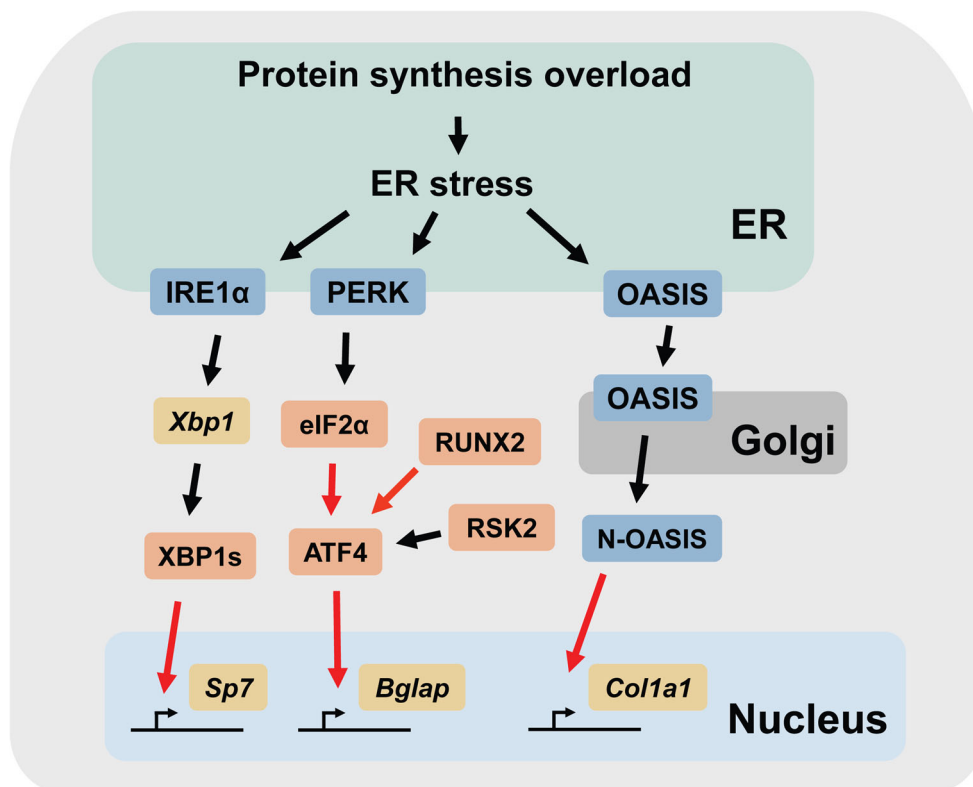 Protein synthesis overload
ER stress
ER
IRE1α
PERK
OASIS
Xbp1
eIF2α
RUNX2
OASIS
Golgi
XBP1s
ATF4
RSK2
N-OASIS
Sp7
Bglap
Col1a1
Nucleus